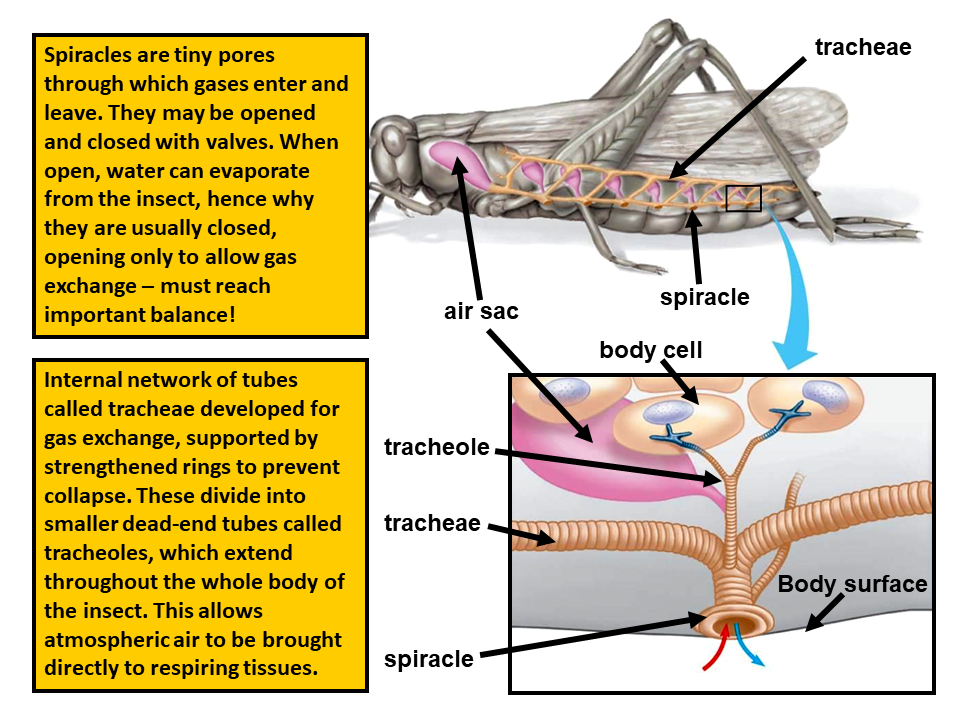 Spiracles are tiny pores
through which gases enter and
leave. They may be opened
and closed with valves. When
open, water can evaporate
from the insect, hence why
they are usually closed,
opening only to allow gas
exchange – must reach
important balance!
Internal network of tubes
called tracheae developed for
gas exchange, supported by
strengthened rings to prevent
collapse. These divide into
smaller dead-end tubes called
tracheoles, which extend
throughout the whole body of
the insect. This allows
atmospheric air to be brought
directly to respiring tissues.
tracheae
spiracle
air sac
body cell
tracheole
tracheae
Body surface
spiracle